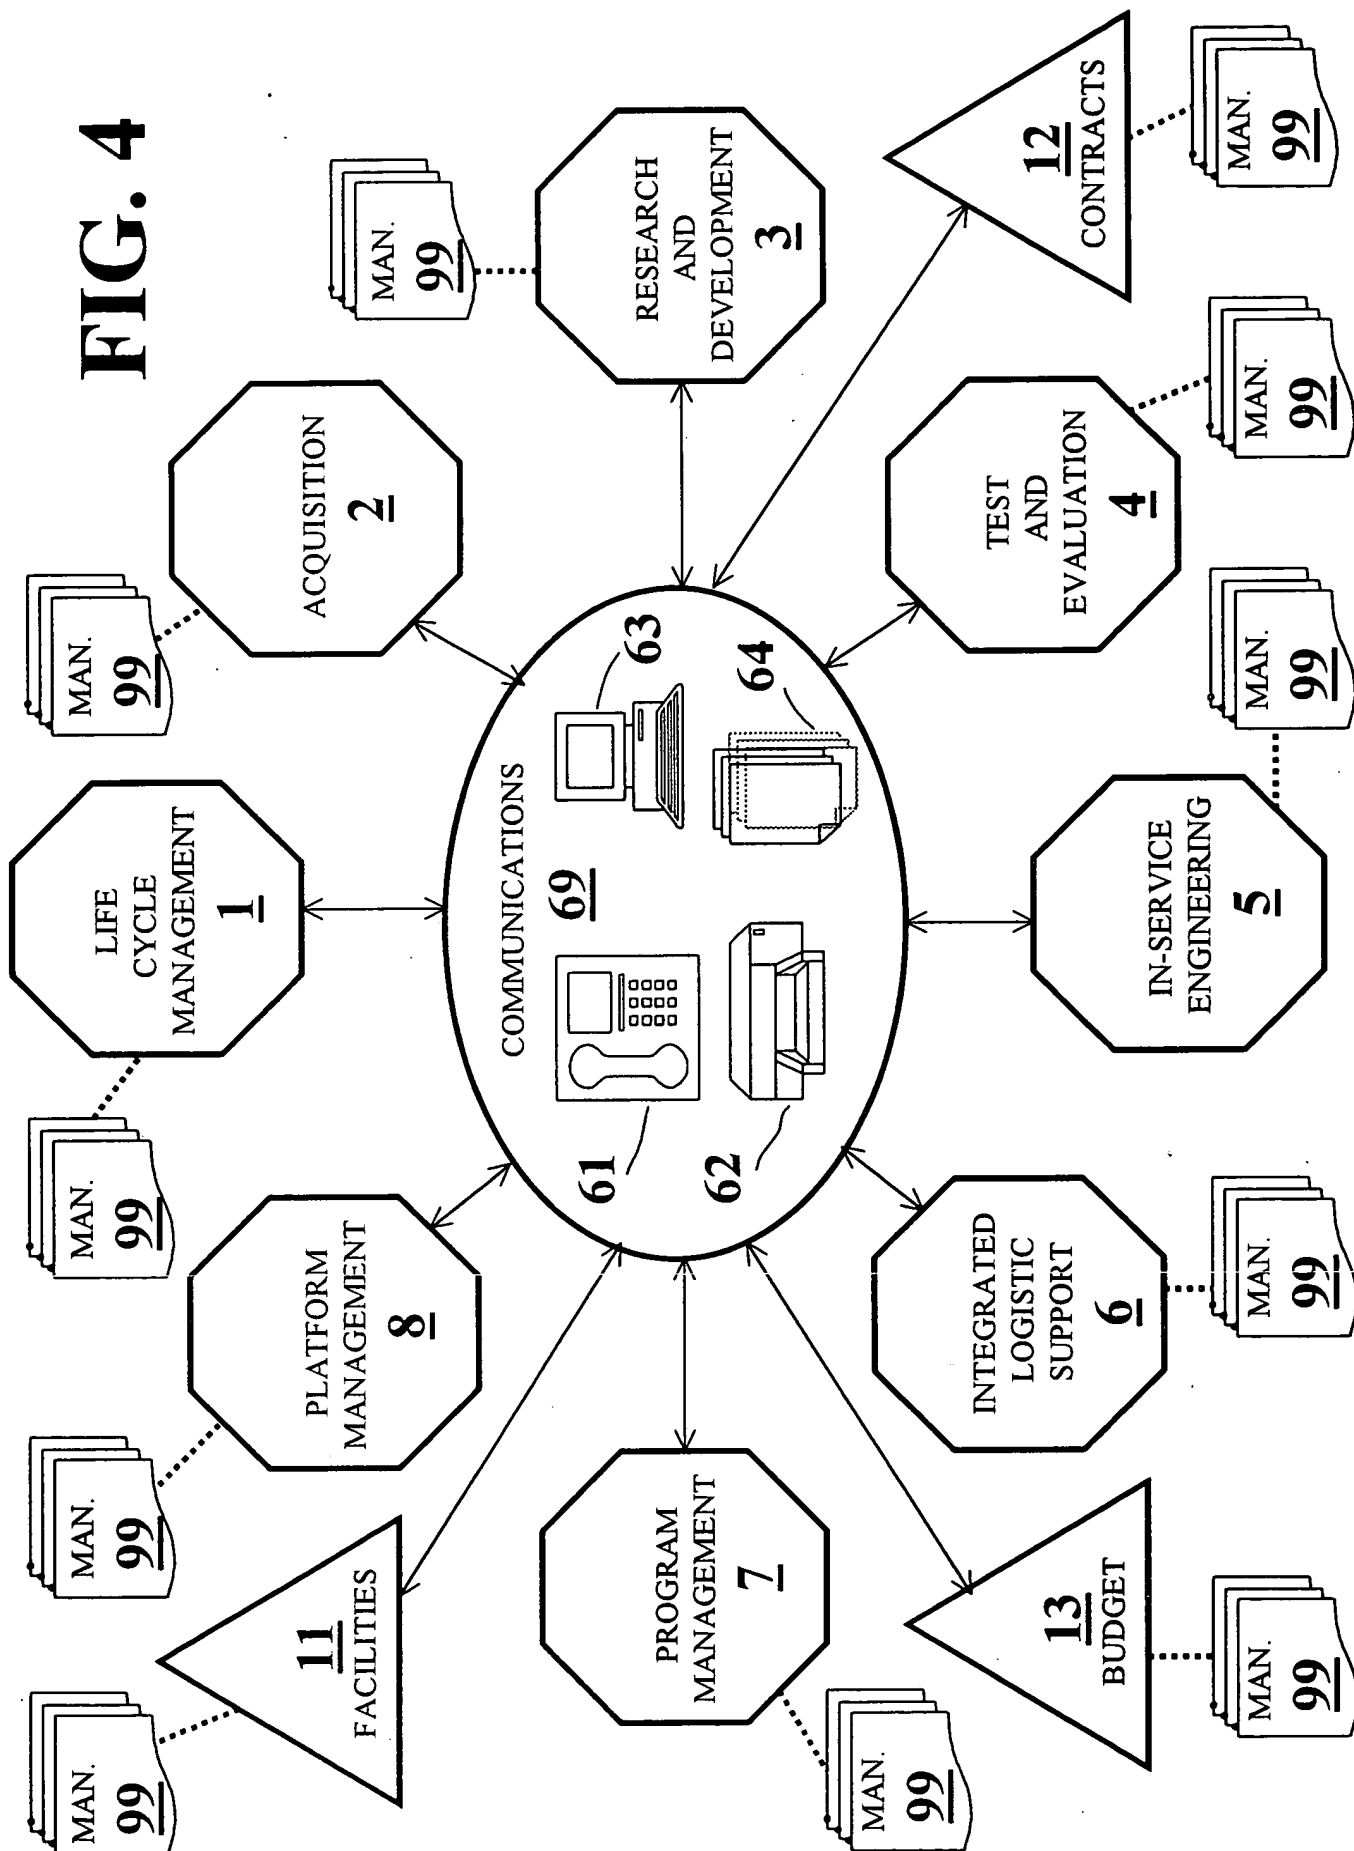 FIG. 4
MAN.
99
MAN.
99
MAN.
99
MAN.
99
LIFE
CYCLE
MANAGEMENT
1
11
FACILITIES
PLATFORM
MANAGEMENT
8
ACQUISITION
2
MAN.
99
COMMUNICATIONS
69
61
62
63
64
PROGRAM
MANAGEMENT
7
RESEARCH
AND
DEVELOPMENT
3
MAN.
99
13
BUDGET
INTEGRATED
LOGISTIC
SUPPORT
6
IN-SERVICE
ENGINEERING
5
TEST
AND
EVALUATION
4
12
CONTRACTS
MAN.
99
MAN.
99
MAN.
99
MAN.
99
MAN.
99